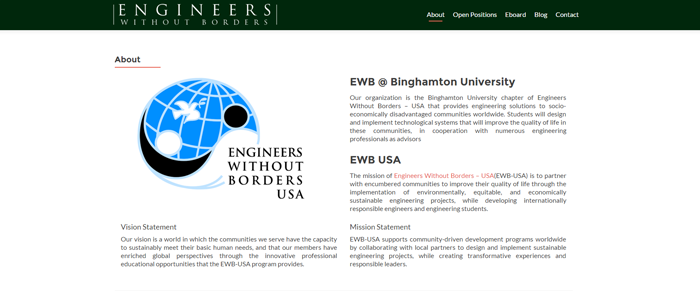 ENGINEERS
WITHOUT BORDERS
About
Open Positions
Eboard
Blog
Contact
About
ENGINEERS
WITHOUT
BORDERS
USA
EWB @ Binghamton University
Our organization is the Binghamton University chapter of Engineers
Without Borders – USA that provides engineering solutions to socio-
economically disadvantaged communities worldwide. Students will design
and implement technological systems that will improve the quality of life in
these communities, in cooperation with numerous engineering
professionals as advisors
EWB USA
The mission of Engineers Without Borders – USA(EWB-USA) is to partner
with encumbered communities to improve their quality of life through the
implementation of environmentally, equitable, and economically
sustainable engineering projects, while developing internationally
responsible engineers and engineering students.
Vision Statement
Our vision is a world in which the communities we serve have the capacity
to sustainably meet their basic human needs, and that our members have
enriched global perspectives through the innovative professional
educational opportunities that the EWB-USA program provides.
Mission Statement
EWB-USA supports community-driven development programs worldwide
by collaborating with local partners to design and implement sustainable
engineering projects, while creating transformative experiences and
responsible leaders.